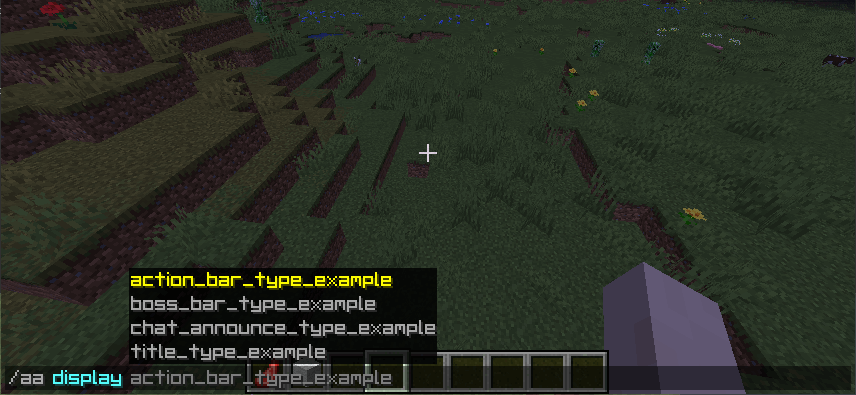 action_bar_type_example
boss_bar_type_example
chat_announce_type_example
title_type_example
/aa display action_bar_type_example